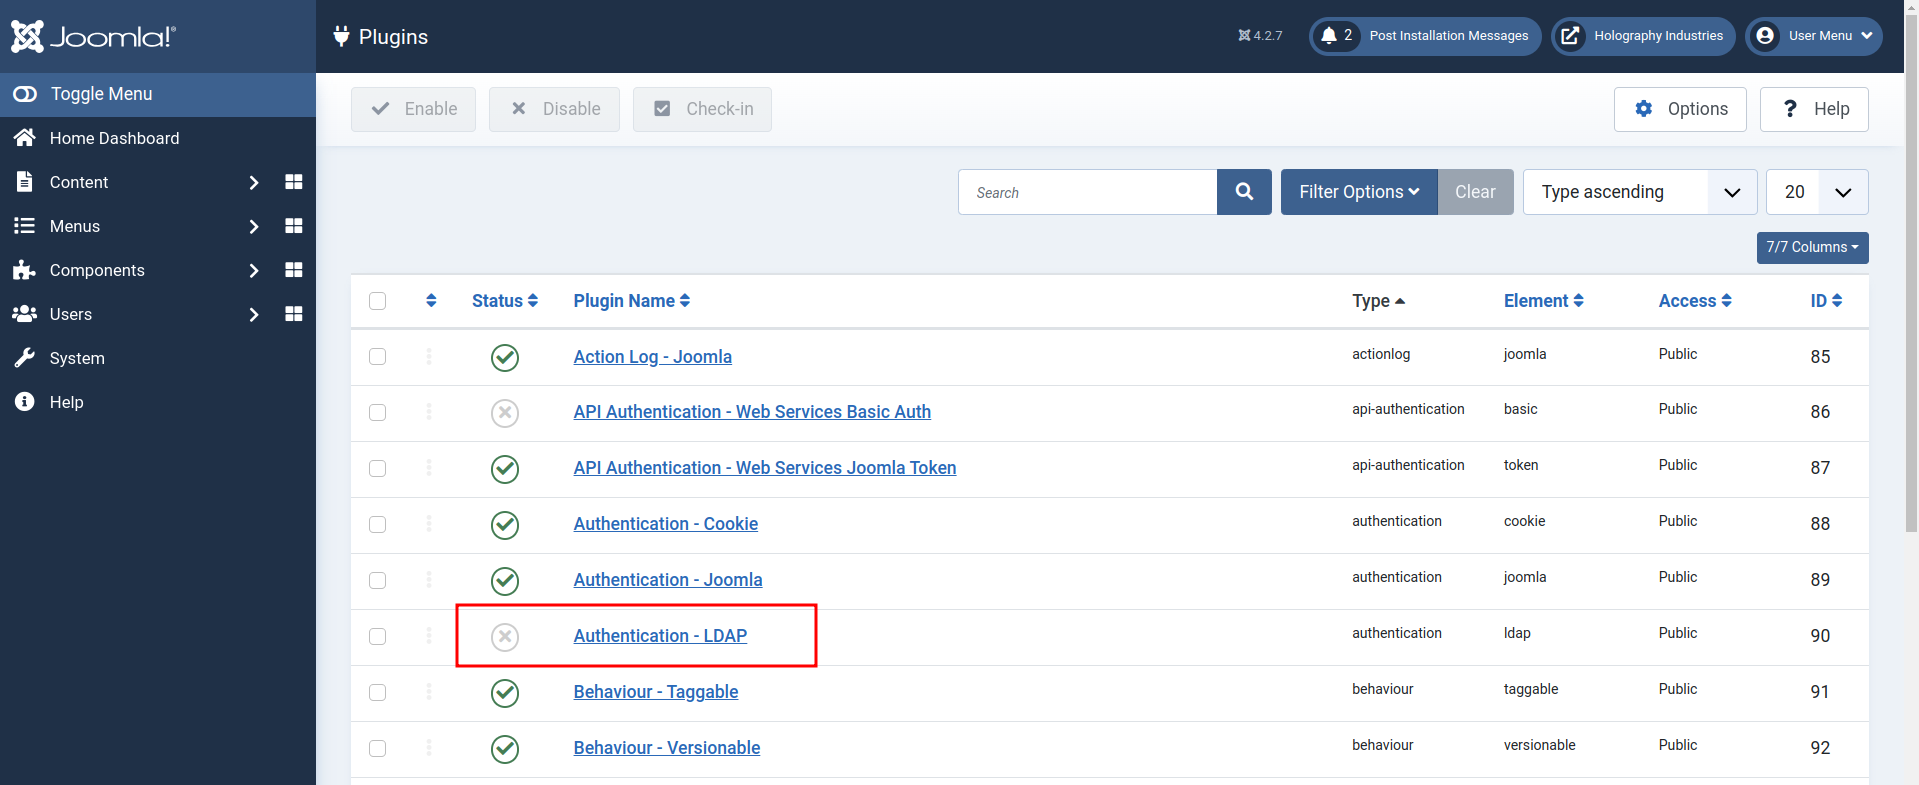 Joomla!®
Plugins
4.2.7
2 Post Installation Messages
Holography Industries
User Menu
Toggle Menu
Home Dashboard
Content
Menus
Components
Users
System
Help
Enable
Disable
Check-in
Options
? Help
Search
Filter Options
Clear
Type ascending
20
7/7 Columns
Status Plugin Name Type Element Access ID
Action Log - Joomla actionlog joomla Public 85
API Authentication - Web Services Basic Auth api-authentication basic Public 86
API Authentication - Web Services Joomla Token api-authentication token Public 87
Authentication - Cookie authentication cookie Public 88
Authentication - Joomla authentication joomla Public 89
Authentication - LDAP authentication ldap Public 90
Behaviour - Taggable behaviour taggable Public 91
Behaviour - Versionable behaviour versionable Public 92